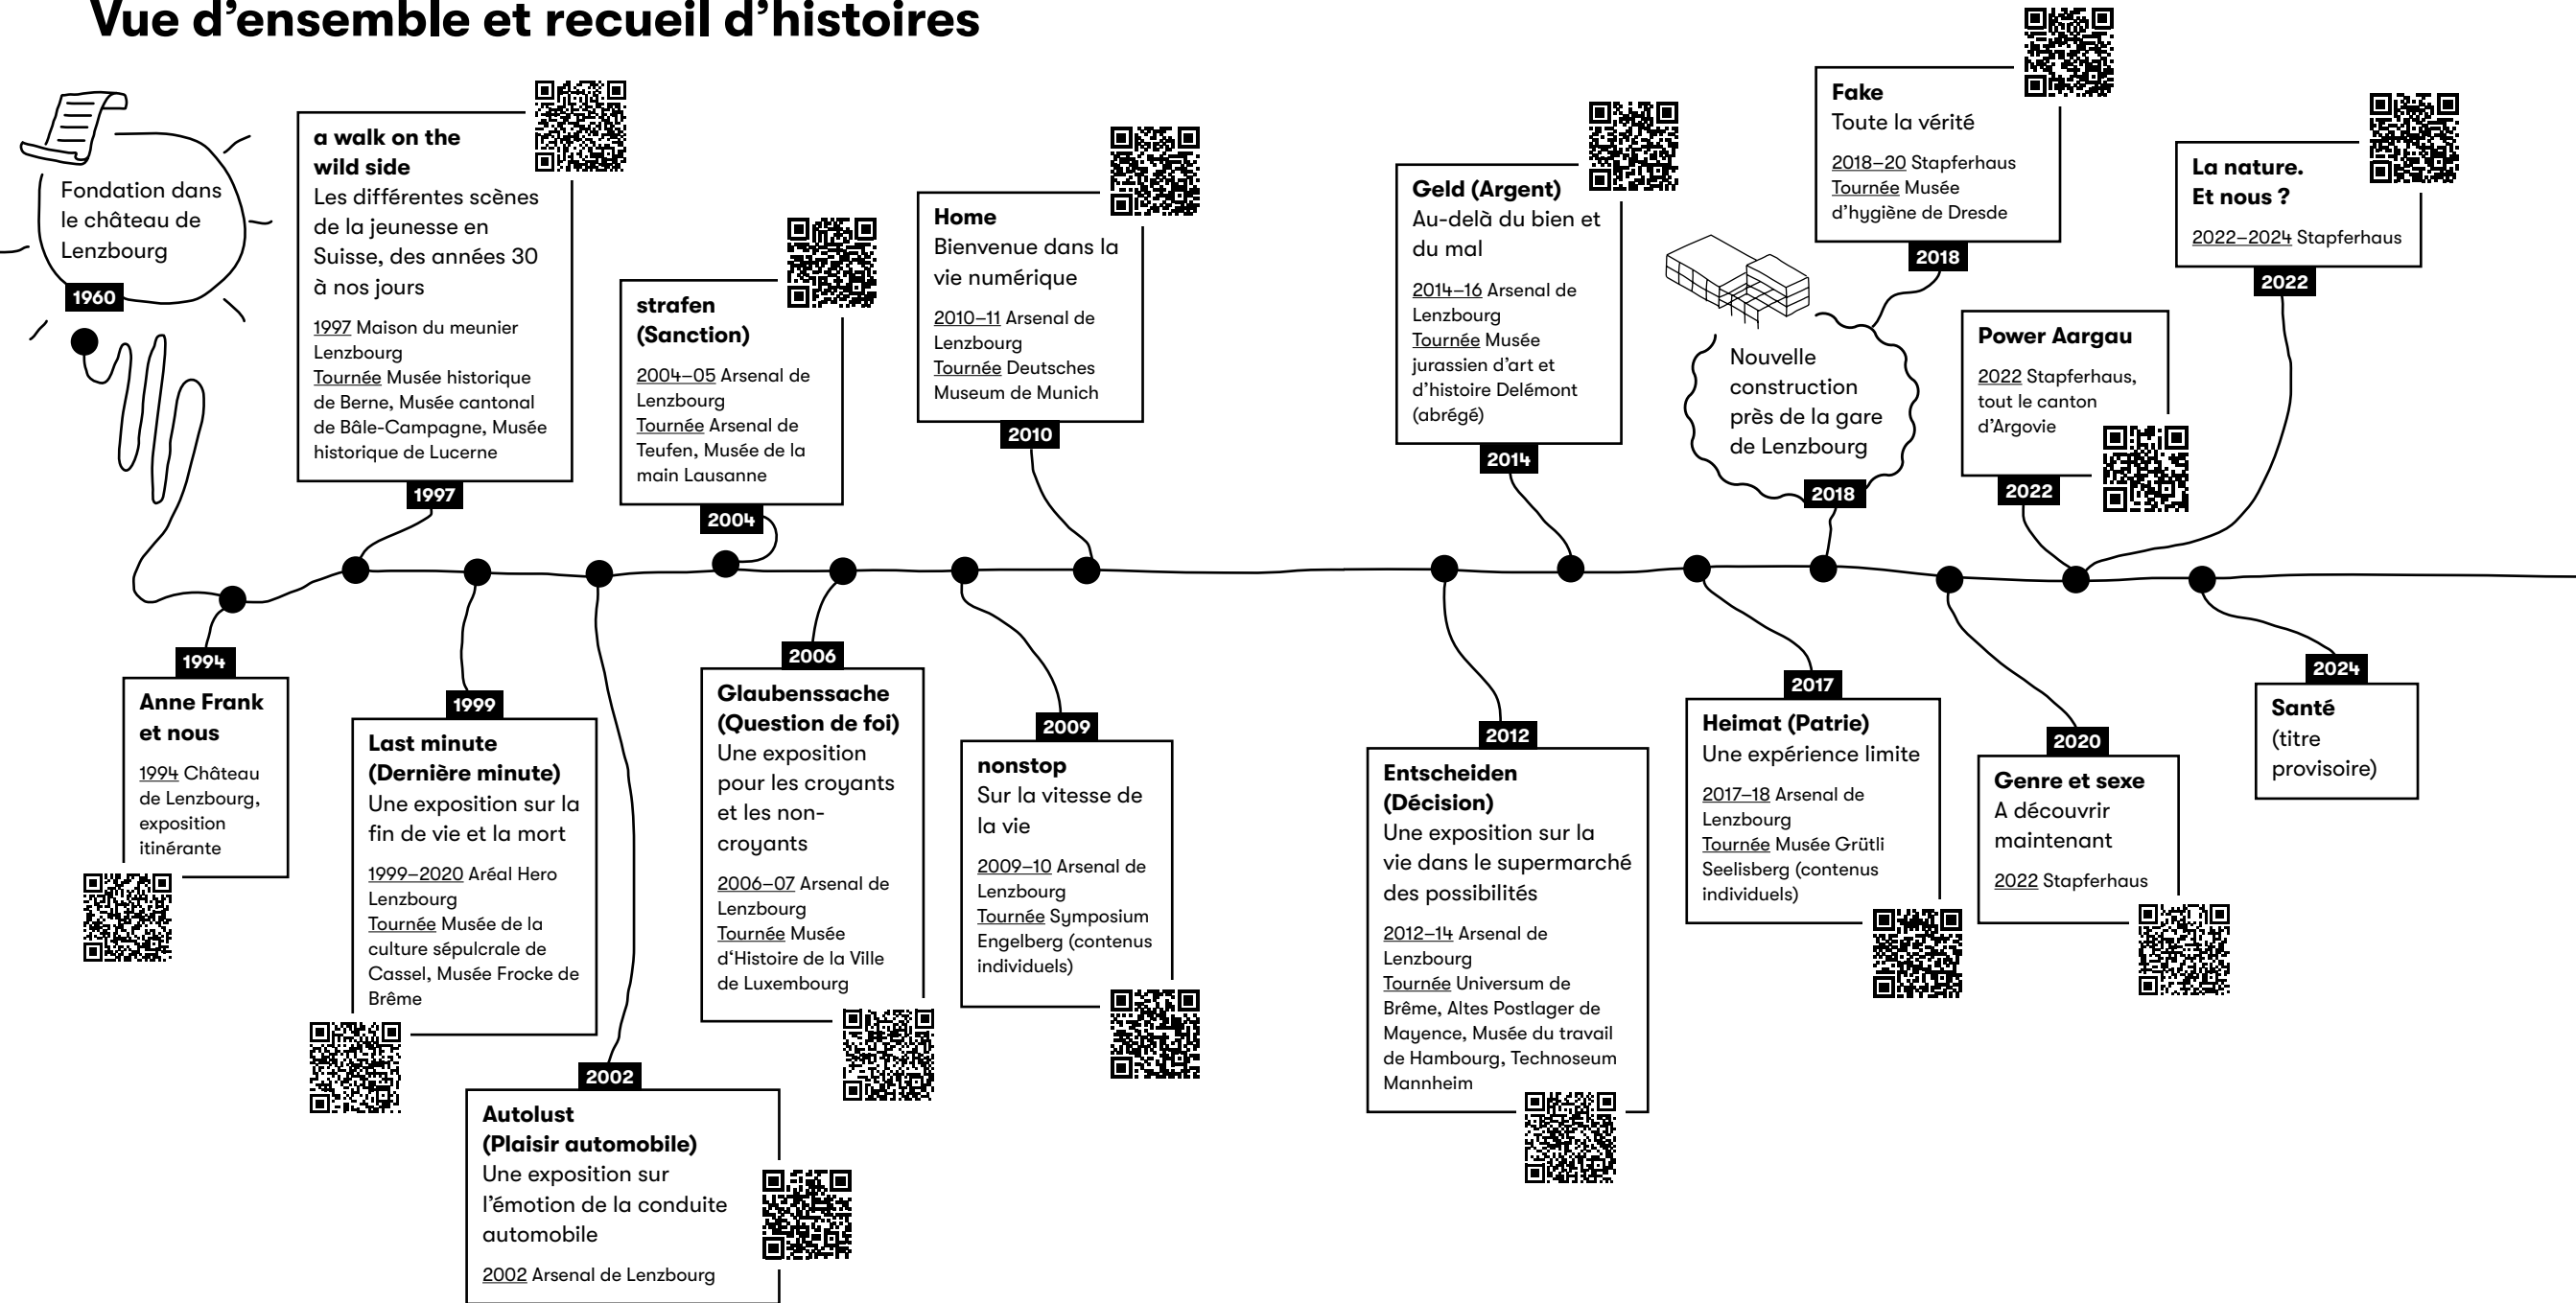 Vue d'ensemble et recueil d'histoires
Fondation dans
le château de
Lenzbourg
1960
1994
Anne Frank
et nous
1994 Château
de Lenzbourg,
exposition
itinérante
a walk on the
wild side
Les différentes scènes
de la jeunesse en
Suisse, des années 30
à nos jours
1997 Maison du meunier
Lenzbourg
Tournée Musée historique
de Berne, Musée cantonal
de Bâle-Campagne, Musée
historique de Lucerne
1997
1999
Last minute
(Dernière minute)
Une exposition sur la
fin de vie et la mort
1999–2020 Aréal Hero
Lenzbourg
Tournée Musée de la
culture sépulcrale de
Cassel, Musée Frocke de
Brême
2002
Autolust
(Plaisir automobile)
Une exposition sur
l'émotion de la conduite
automobile
2002 Arsenal de Lenzbourg
strafen
(Sanction)
2004–05 Arsenal de
Lenzbourg
Tournée Arsenal de
Teufen, Musée de la
main Lausanne
2004
2006
Glaubenssache
(Question de foi)
Une exposition
pour les croyants
et les non-
croyants
2006–07 Arsenal de
Lenzbourg
Tournée Musée
d‘Histoire de la Ville
de Luxembourg
2009
nonstop
Sur la vitesse de
la vie
2009–10 Arsenal de
Lenzbourg
Tournée Symposium
Engelberg (contenus
individuels)
Home
Bienvenue dans la
vie numérique
2010–11 Arsenal de
Lenzbourg
Tournée Deutsches
Museum de Munich
2010
2012
Entscheiden
(Décision)
Une exposition sur la
vie dans le supermarché
des possibilités
2012–14 Arsenal de
Lenzbourg
Tournée Universum de
Brême, Altes Postlager de
Mayence, Musée du travail
de Hambourg, Technoseum
Mannheim
Geld (Argent)
Au-delà du bien et
du mal
2014–16 Arsenal de
Lenzbourg
Tournée Musée
jurassien d'art et
d'histoire Delémont
(abrégé)
2014
2017
Heimat (Patrie)
Une expérience limite
2017–18 Arsenal de
Lenzbourg
Tournée Musée Grütli
Seelisberg (contenus
individuels)
Nouvelle
construction
près de la gare
de Lenzbourg
2018
Fake
Toute la vérité
2018–20 Stapferhaus
Tournée Musée
d'hygiène de Dresde
2018
2020
Genre et sexe
A découvrir
maintenant
2022 Stapferhaus
Power Aargau
2022 Stapferhaus,
tout le canton
d'Argovie
2022
La nature.
Et nous ?
2022–2024 Stapferhaus
2022
2024
Santé
(titre
provisoire)